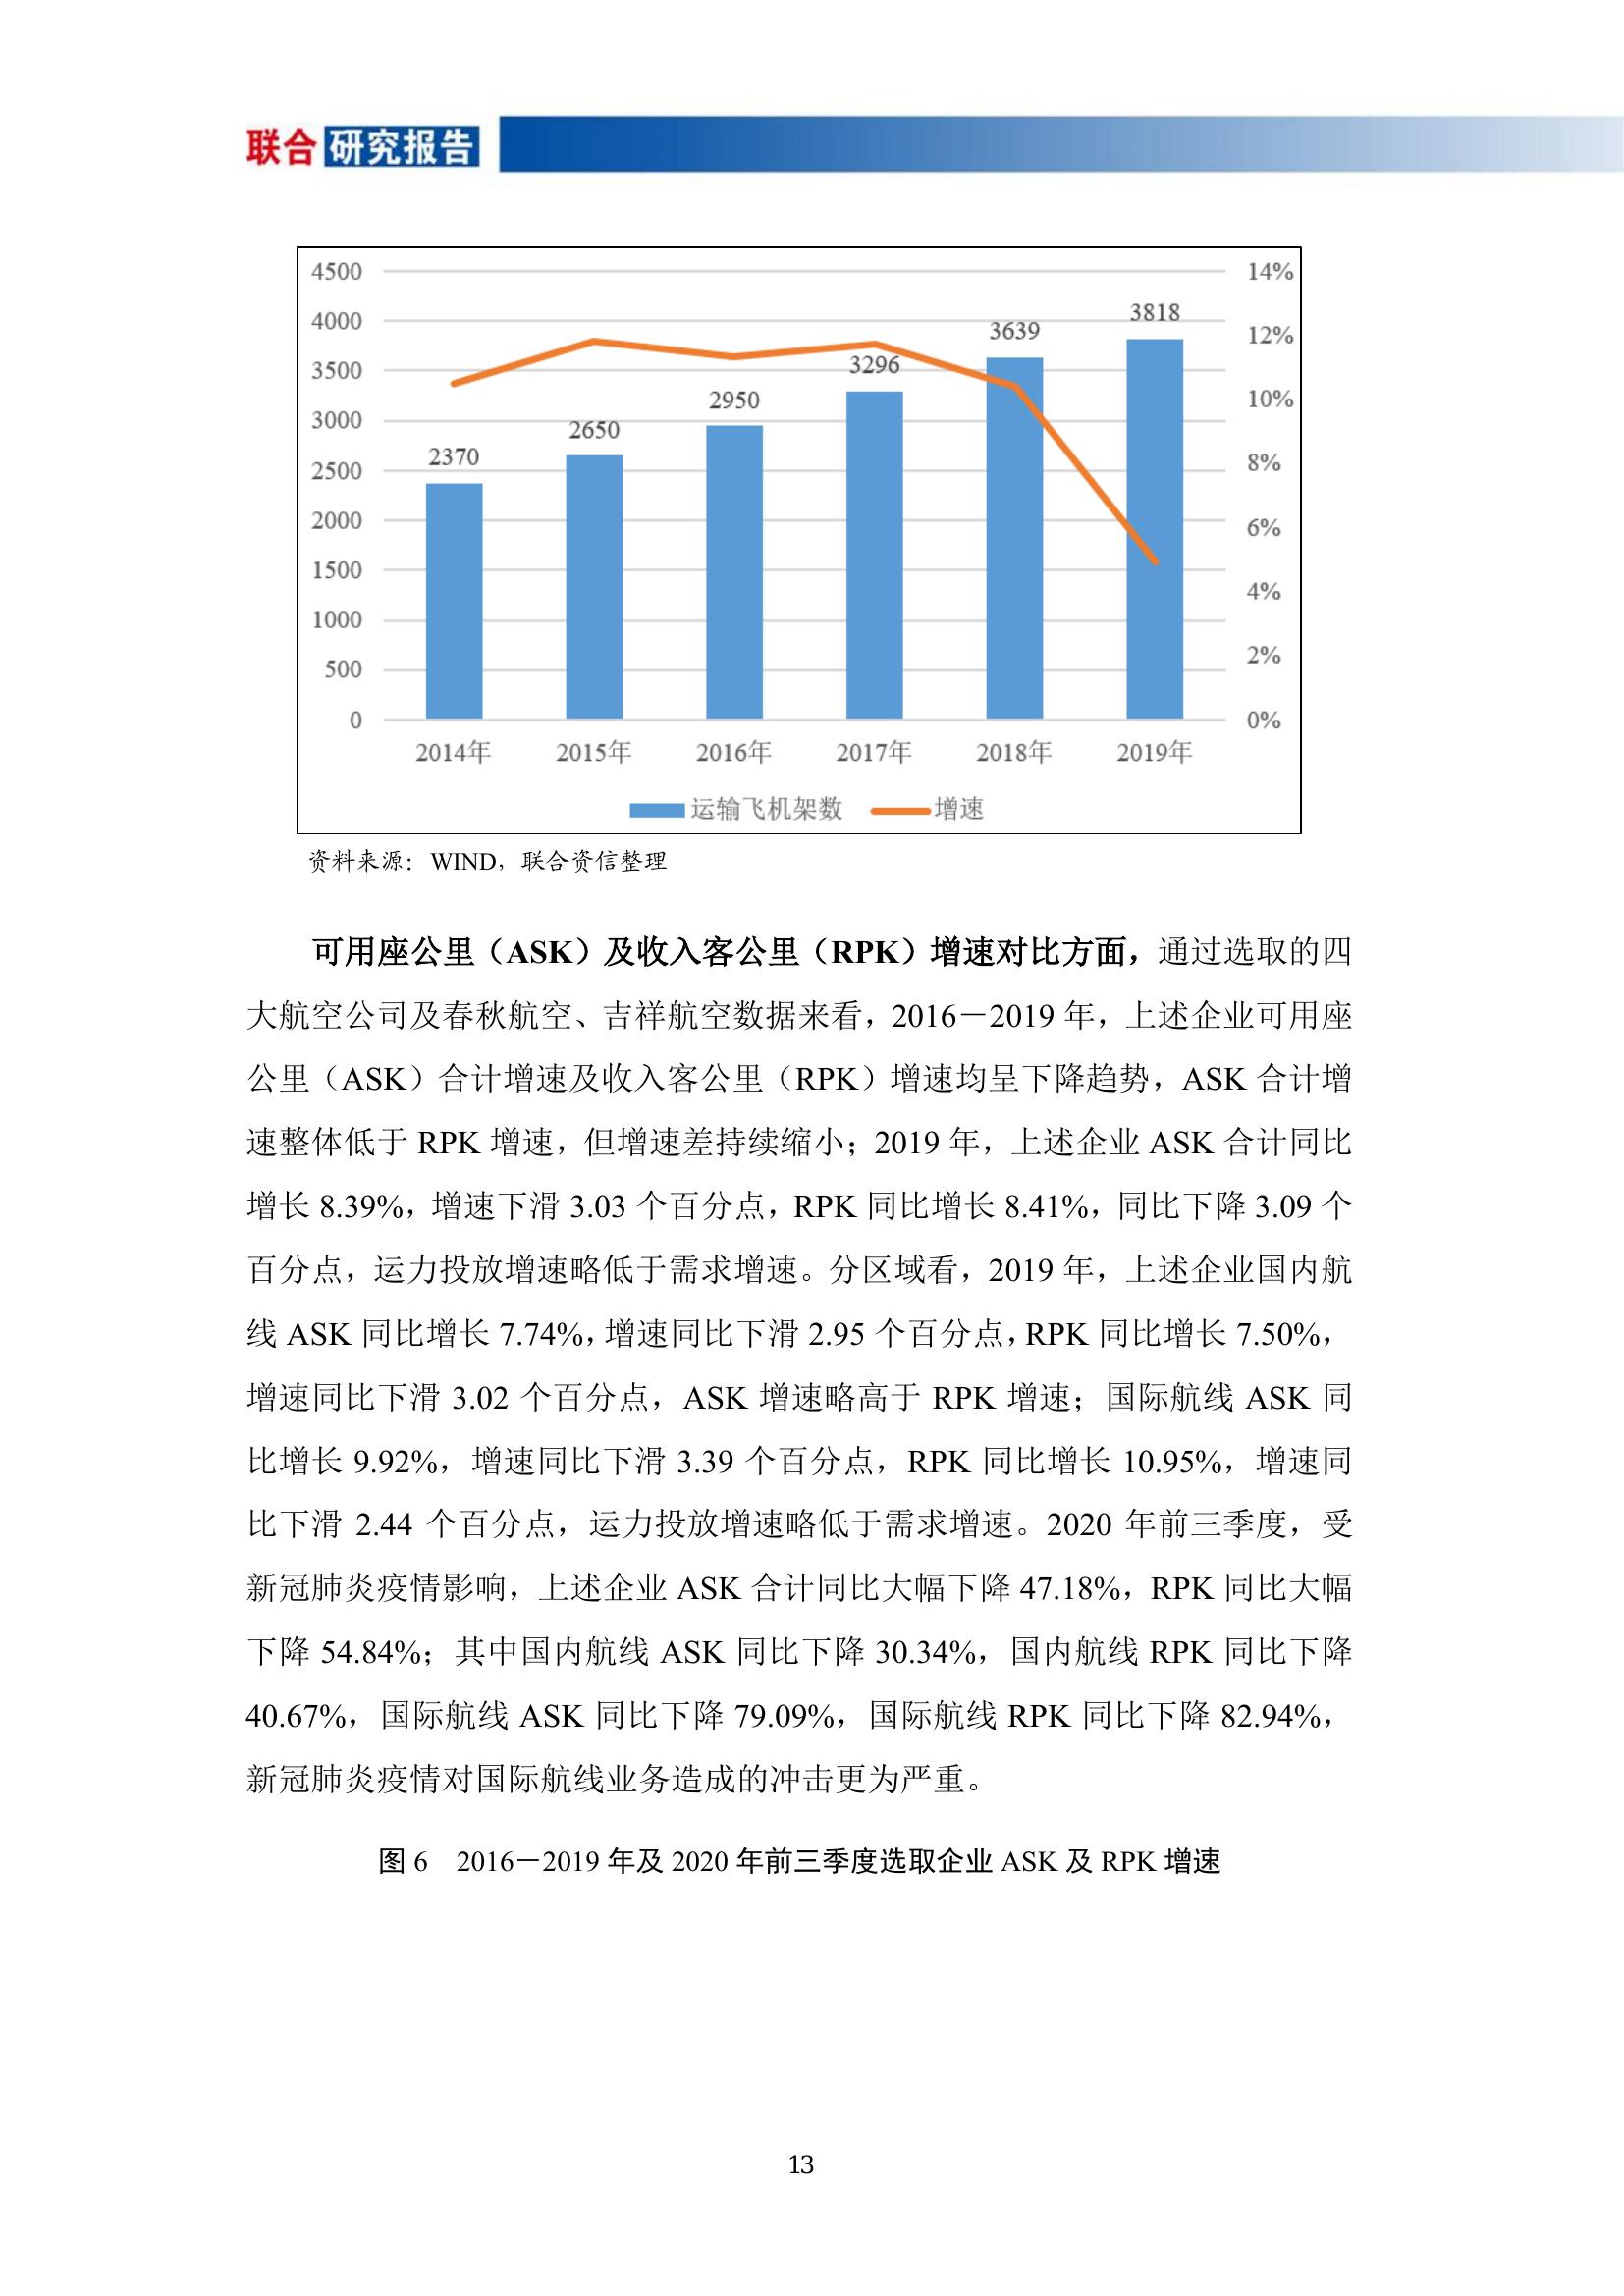 联合研究报告
4500
4000
3500
3000
2500
2000
1500
1000
500
0
14%
12%
10%
8%
6%
4%
2%
0%
2370
2650
2950
3296
3639
3818
2014年 2015年 2016年 2017年 2018年 2019年
运输飞机架数 增速
资料来源：WIND，联合资信整理
可用座公里（ASK）及收入客公里（RPK）增速对比方面，通过选取的四
大航空公司及春秋航空、吉祥航空数据来看，2016－2019 年，上述企业可用座
公里（ASK）合计增速及收入客公里（RPK）增速均呈下降趋势，ASK 合计增
速整体低于 RPK 增速，但增速差持续缩小；2019 年，上述企业 ASK 合计同比
增长 8.39%，增速下滑 3.03 个百分点，RPK 同比增长 8.41%，同比下降 3.09 个
百分点，运力投放增速略低于需求增速。分区域看，2019 年，上述企业国内航
线 ASK 同比增长 7.74%，增速同比下滑 2.95 个百分点，RPK 同比增长 7.50%，
增速同比下滑 3.02 个百分点，ASK 增速略高于 RPK 增速；国际航线 ASK 同
比增长 9.92%，增速同比下滑 3.39 个百分点，RPK 同比增长 10.95%，增速同
比下滑 2.44 个百分点，运力投放增速略低于需求增速。2020 年前三季度，受
新冠肺炎疫情影响，上述企业 ASK 合计同比大幅下降 47.18%，RPK 同比大幅
下降 54.84%；其中国内航线 ASK 同比下降 30.34%，国内航线 RPK 同比下降
40.67%，国际航线 ASK 同比下降 79.09%，国际航线 RPK 同比下降 82.94%，
新冠肺炎疫情对国际航线业务造成的冲击更为严重。
图 6 2016－2019 年及 2020 年前三季度选取企业 ASK 及 RPK 增速
13